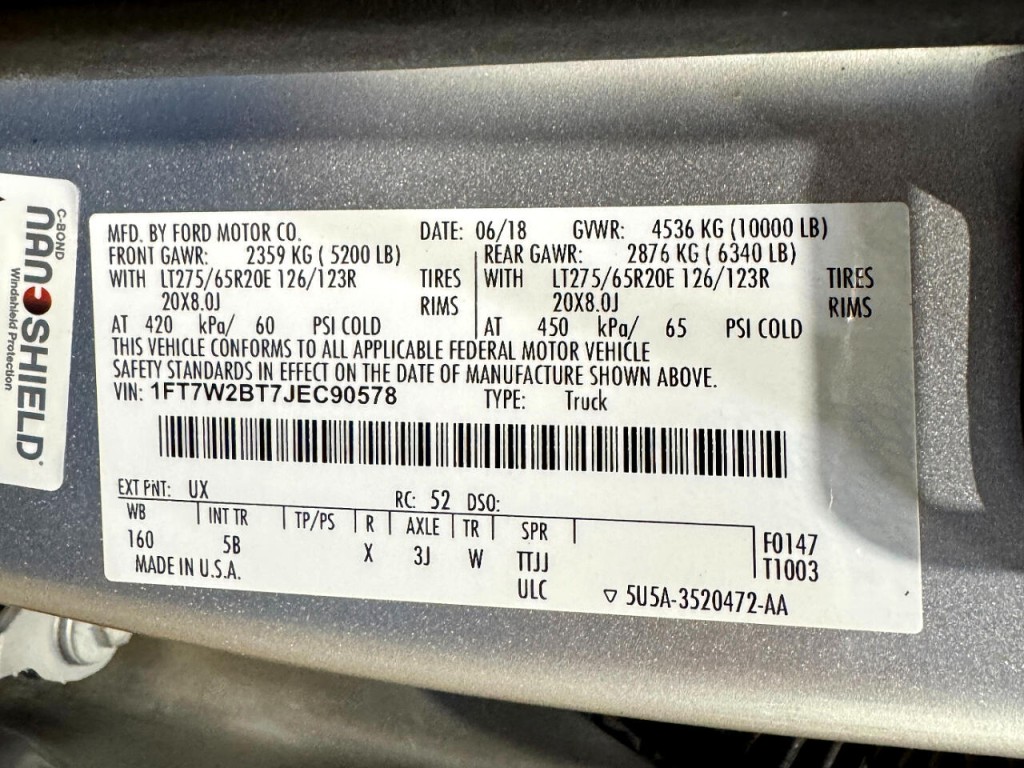 C-BOND
NANOSHIELD
Windshield Protection
MFD. BY FORD MOTOR CO. DATE: 06/18 GVWR: 4536 KG (10000 LB)
FRONT GAWR: 2359 KG ( 5200 LB) REAR GAWR: 2876 KG ( 6340 LB)
WITH LT275/65R20E 126/123R TIRES WITH LT275/65R20E 126/123R TIRES
20X8.0J RIMS 20X8.0J RIMS
AT 420 kPa/ 60 PSI COLD AT 450 kPa/ 65 PSI COLD
THIS VEHICLE CONFORMS TO ALL APPLICABLE FEDERAL MOTOR VEHICLE
SAFETY STANDARDS IN EFFECT ON THE DATE OF MANUFACTURE SHOWN ABOVE.
VIN: 1FT7W2BT7JEC90578 TYPE: Truck
EXT PNT: UX RC: 52 DSO:
WB INT TR TP/PS R AXLE TR SPR F0147
160 5B X 3J W TTJJ T1003
MADE IN U.S.A. ULC ▽ 5U5A-3520472-AA